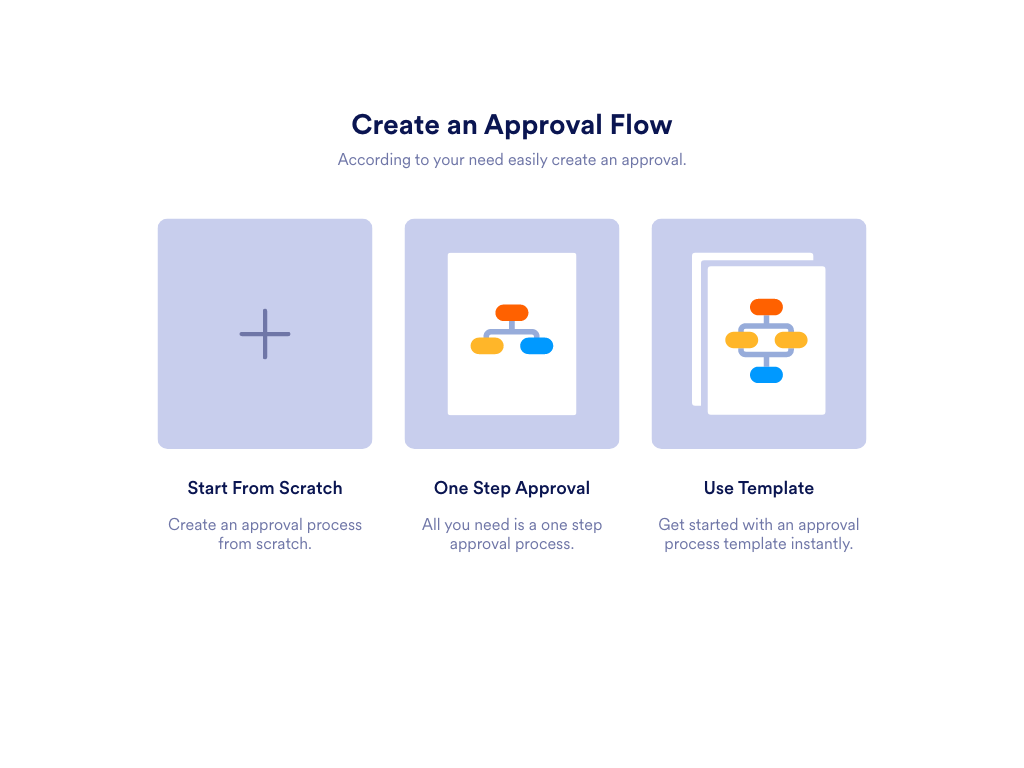 Create an Approval Flow
According to your need easily create an approval.
Start From Scratch
Create an approval process
from scratch.
One Step Approval
All you need is a one step
approval process.
Use Template
Get started with an approval
process template instantly.